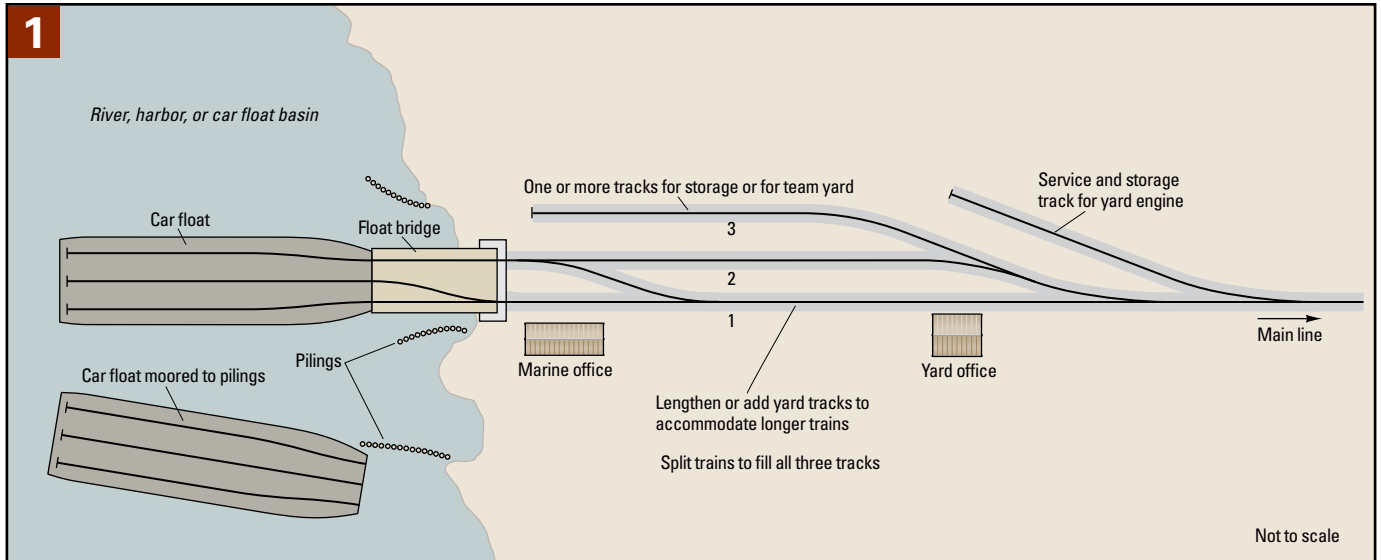 1
River, harbor, or car float basin
One or more tracks for storage or for team yard
Service and storage
track for yard engine
Car float
Float bridge
3
2
1
Main line
Pilings
Marine office
Yard office
Car float moored to pilings
Lengthen or add yard tracks to
accommodate longer trains
Split trains to fill all three tracks
Not to scale